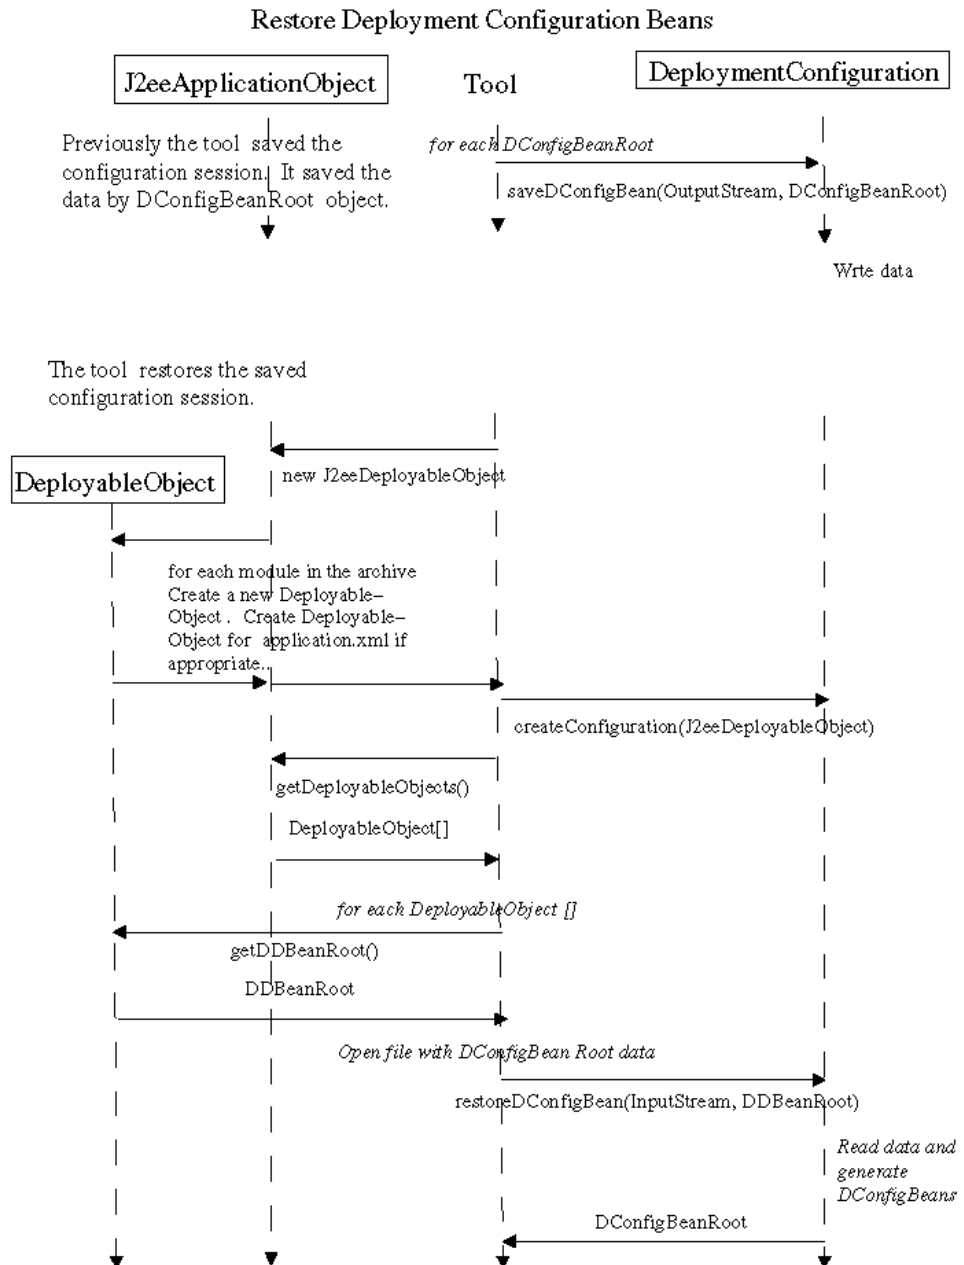 Restore Deployment Configuration Beans
J2eeApplicationObject
Tool
DeploymentConfiguration
Previously the tool saved the
configuration session. It saved the
data by DConfigBeanRoot object.
for each DConfigBeanRoot
saveDConfigBean(OutputStream, DConfigBeanRoot)
Wrte data
The tool restores the saved
configuration session.
new J2eeDeployableObject
DeployableObject
for each module in the archive
Create a new Deployable–
Object . Create Deployable–
Object for application.xml if
appropriate..
createConfiguration(J2eeDeployableObject)
getDeployableObjects()
DeployableObject[]
for each DeployableObject []
getDDBeanRoot()
DDBeanRoot
Open file with DConfigBean Root data
restoreDConfigBean(InputStream, DDBeanRoot)
Read data and
generate
DConfigBeans
DConfigBeanRoot